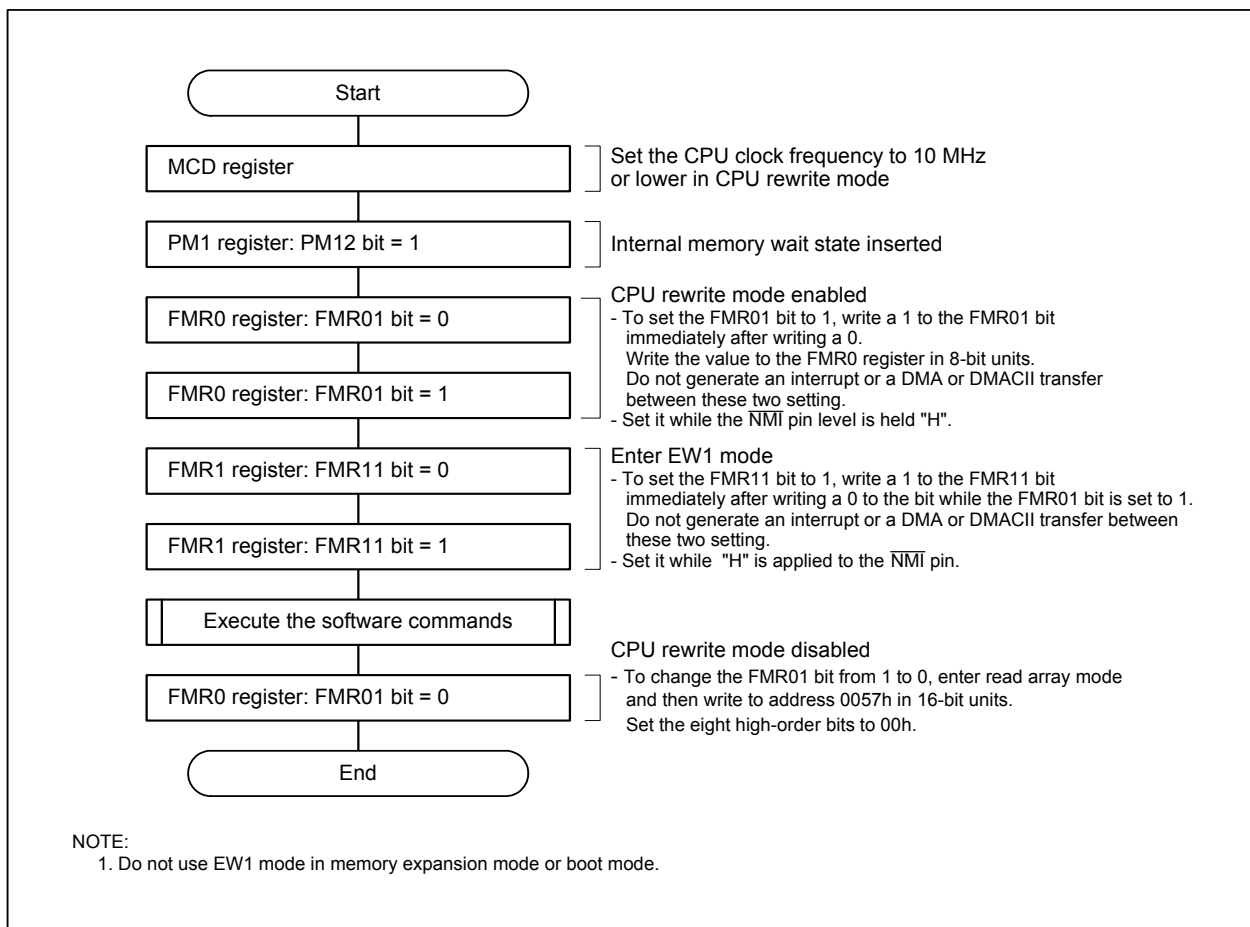 Start
MCD register
Set the CPU clock frequency to 10 MHz
or lower in CPU rewrite mode
PM1 register: PM12 bit = 1
Internal memory wait state inserted
FMR0 register: FMR01 bit = 0
FMR0 register: FMR01 bit = 1
CPU rewrite mode enabled
- To set the FMR01 bit to 1, write a 1 to the FMR01 bit
immediately after writing a 0.
Write the value to the FMR0 register in 8-bit units.
Do not generate an interrupt or a DMA or DMACII transfer
between these two setting.
- Set it while the NMI pin level is held "H".
FMR1 register: FMR11 bit = 0
FMR1 register: FMR11 bit = 1
Enter EW1 mode
- To set the FMR11 bit to 1, write a 1 to the FMR11 bit
immediately after writing a 0 to the bit while the FMR01 bit is set to 1.
Do not generate an interrupt or a DMA or DMACII transfer between
these two setting.
- Set it while "H" is applied to the NMI pin.
Execute the software commands
FMR0 register: FMR01 bit = 0
CPU rewrite mode disabled
- To change the FMR01 bit from 1 to 0, enter read array mode
and then write to address 0057h in 16-bit units.
Set the eight high-order bits to 00h.
End
NOTE:
1. Do not use EW1 mode in memory expansion mode or boot mode.